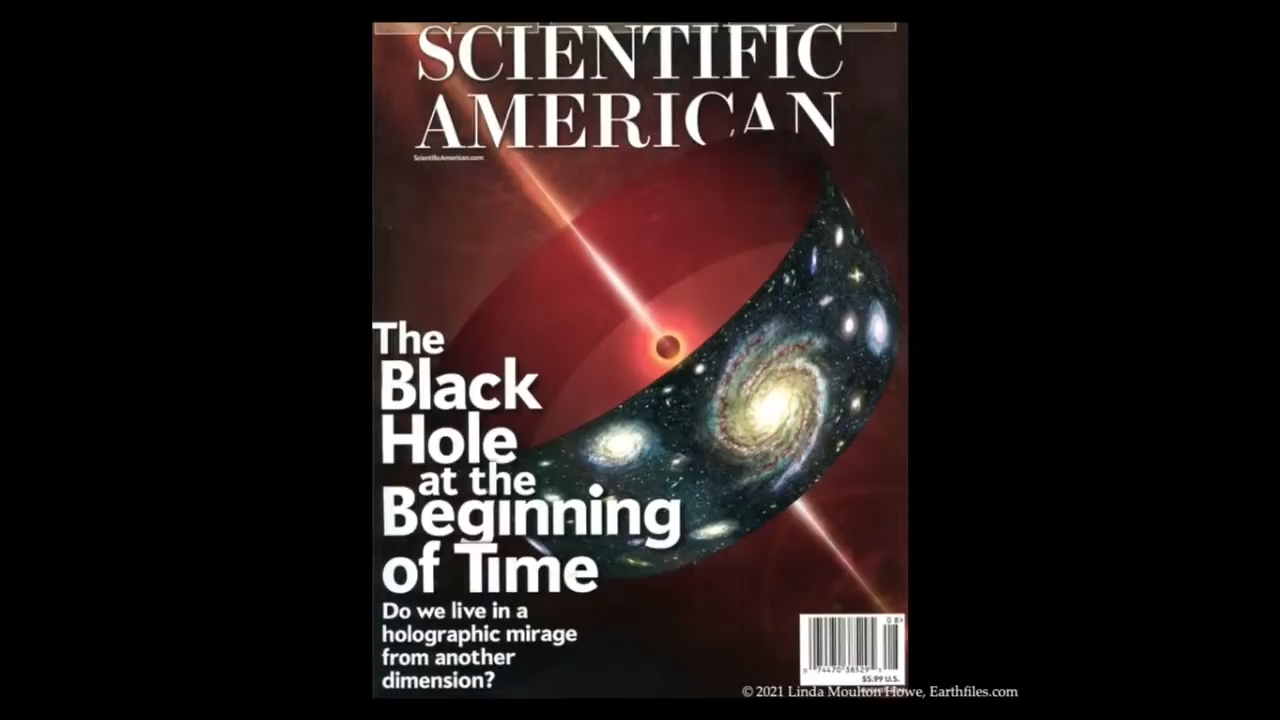 SCIENTIFIC
AMERICAN
ScientificAmerican.com
The
Black
Hole
at the
Beginning
of Time
Do we live in a
holographic mirage
from another
dimension?
08>
$5.99 U.S.
© 2021 Linda Moulton Howe, Earthfiles.com